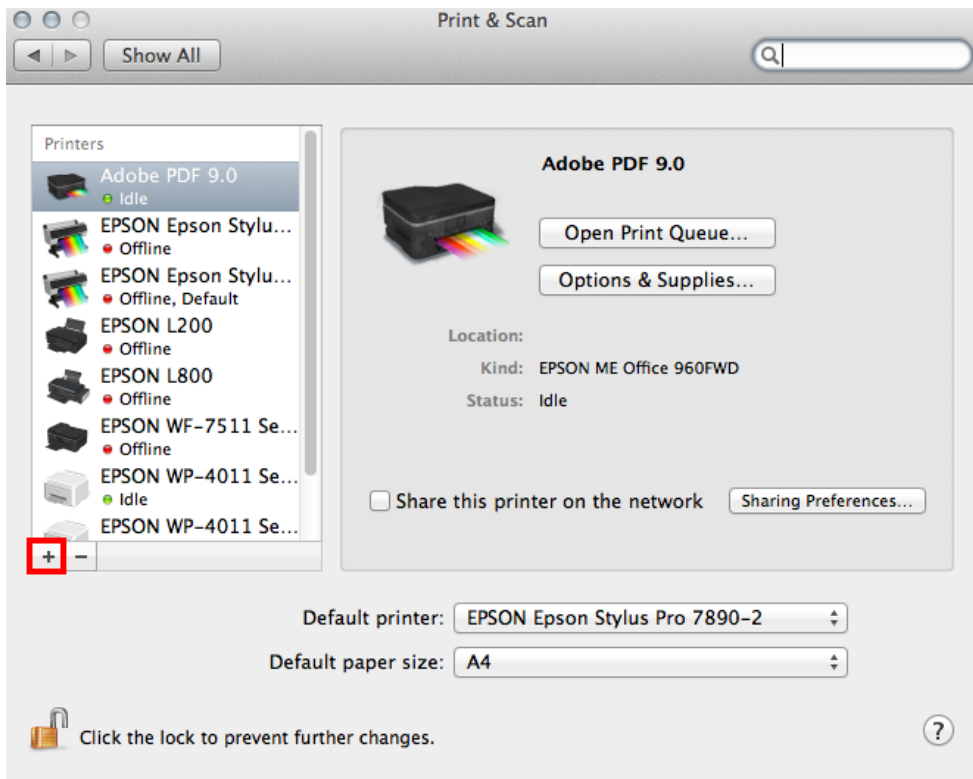 Print & Scan
Show All
Printers
Adobe PDF 9.0
Idle
EPSON Epson Stylu...
Offline
EPSON Epson Stylu...
Offline, Default
EPSON L200
Offline
EPSON L800
Offline
EPSON WF-7511 Se...
Offline
EPSON WP-4011 Se...
Idle
EPSON WP-4011 Se...
+ −
Adobe PDF 9.0
Open Print Queue...
Options & Supplies...
Location:
Kind: EPSON ME Office 960FWD
Status: Idle
Share this printer on the network Sharing Preferences...
Default printer: EPSON Epson Stylus Pro 7890-2
Default paper size: A4
Click the lock to prevent further changes. ?